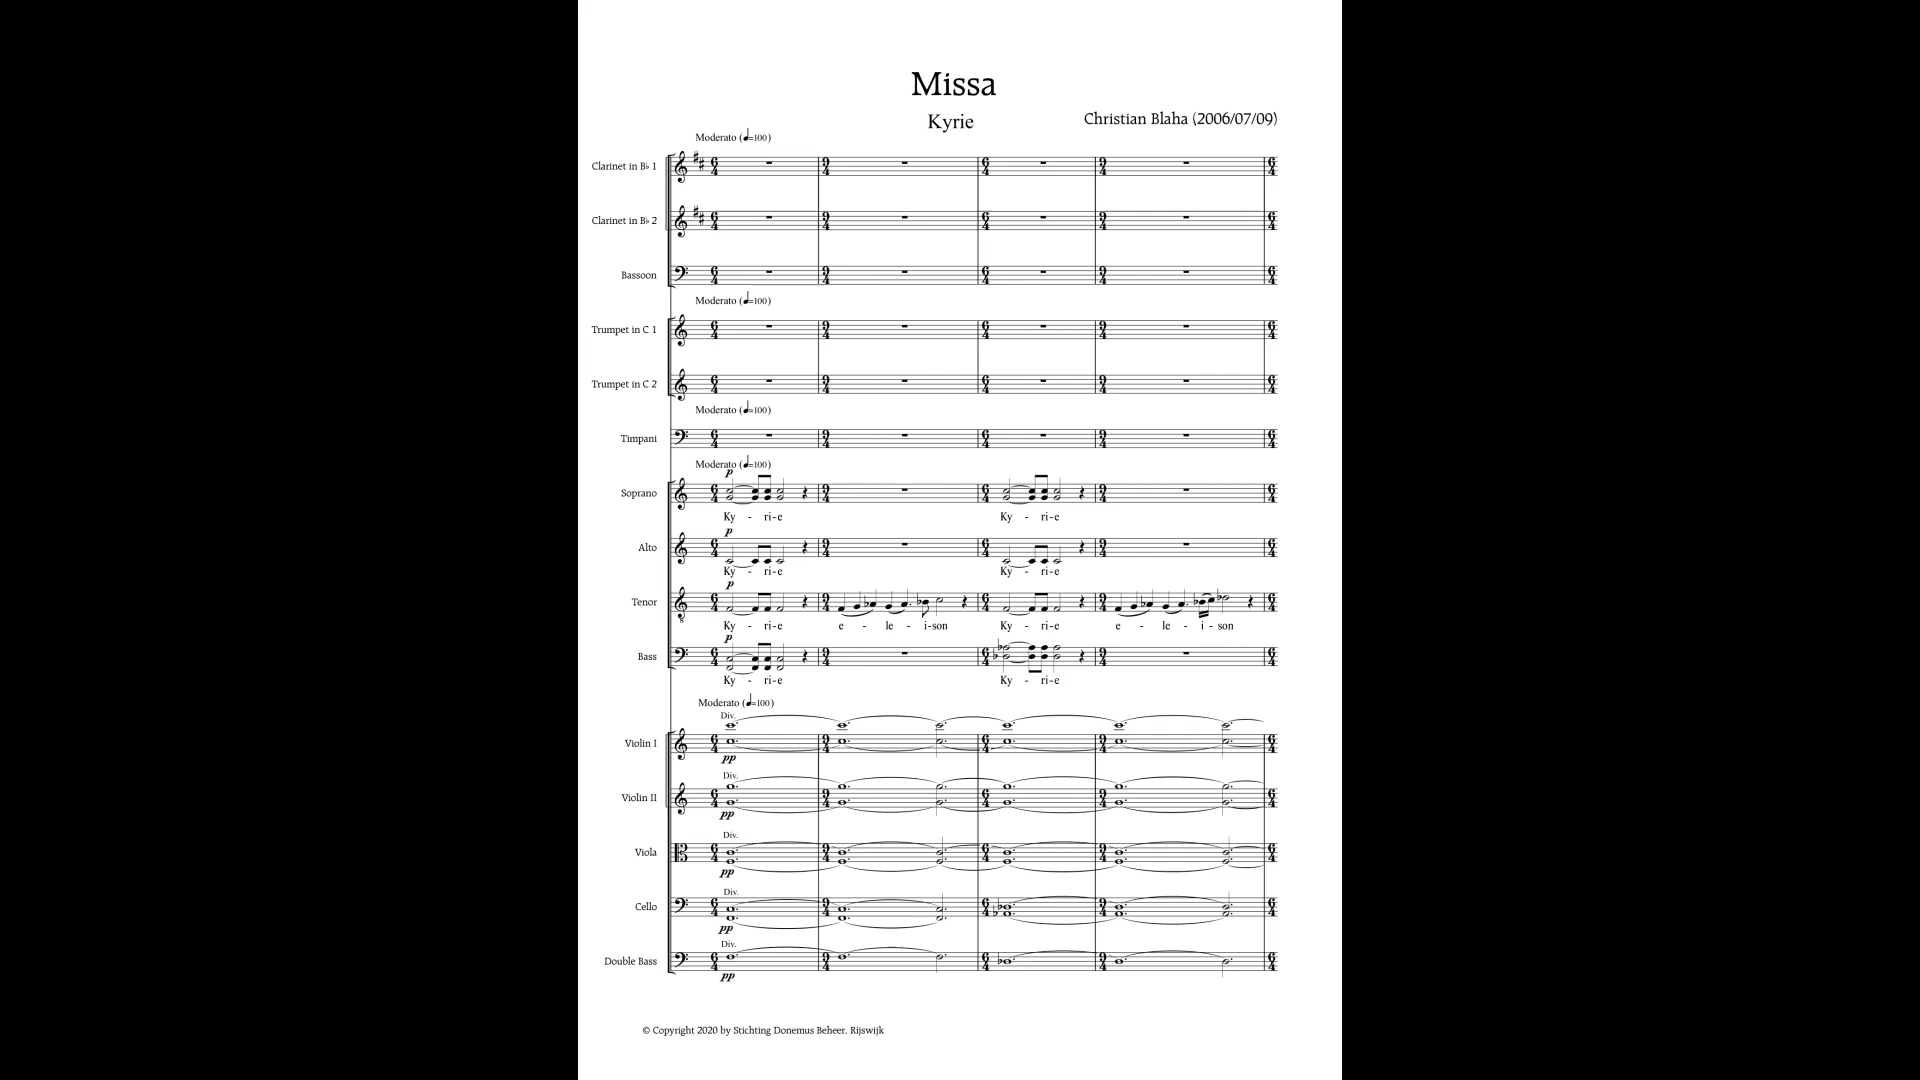 Missa
Kyrie
Christian Blaha (2006/07/09)
Moderato (♩=100)
Clarinet in B♭ 1
Clarinet in B♭ 2
Bassoon
Moderato (♩=100)
Trumpet in C 1
Trumpet in C 2
Moderato (♩=100)
Timpani
Moderato (♩=100)
p
Soprano
Ky - ri-e Ky - ri-e
p
Alto
Ky - ri-e Ky - ri-e
p
Tenor
Ky - ri-e e - le - i-son Ky - ri-e e - le - i - son
p
Bass
Ky - ri-e Ky - ri-e
Moderato (♩=100)
Div.
Violin I
pp
Div.
Violin II
pp
Div.
Viola
pp
Div.
Cello
pp
Div.
Double Bass
pp
© Copyright 2020 by Stichting Donemus Beheer. Rijswijk